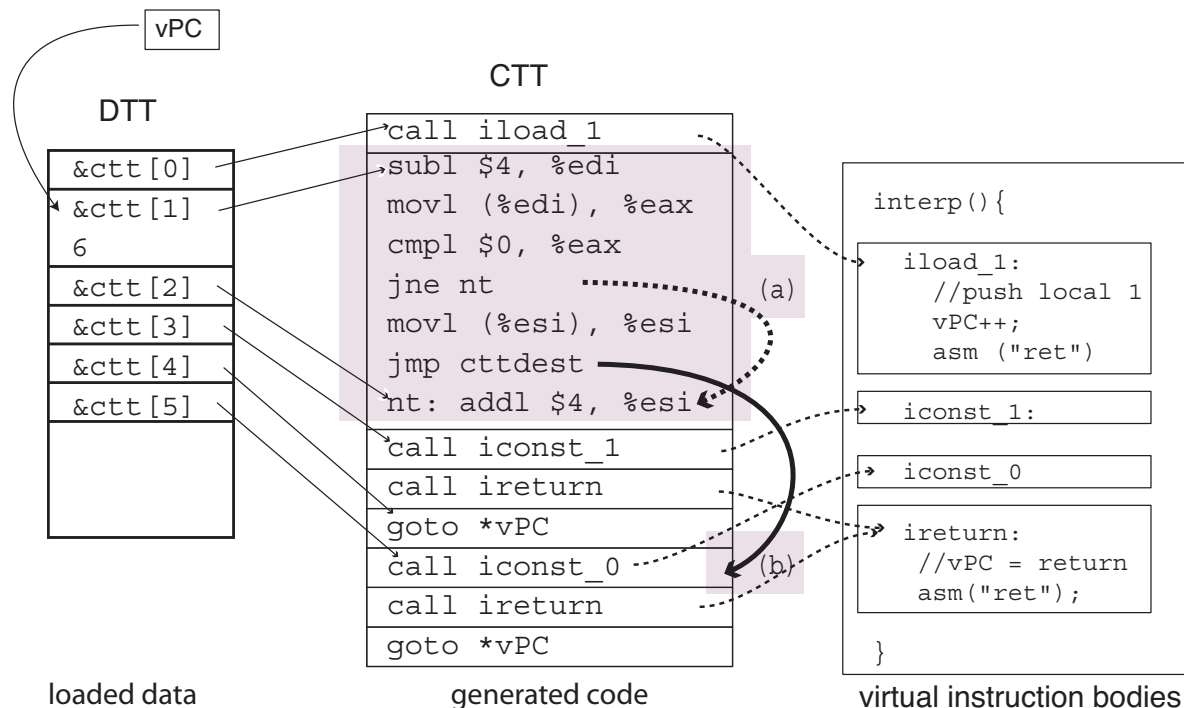 vPC
DTT
&ctt[0]
&ctt[1]
6
&ctt[2]
&ctt[3]
&ctt[4]
&ctt[5]
loaded data
CTT
call iload_1
subl $4, %edi
movl (%edi), %eax
cmpl $0, %eax
jne nt
(a)
movl (%esi), %esi
jmp cttdest
nt: addl $4, %esi
call iconst_1
call ireturn
goto *vPC
call iconst_0
(b)
call ireturn
goto *vPC
generated code
interp(){
iload_1:
//push local 1
vPC++;
asm ("ret")
iconst_1:
iconst_0
ireturn:
//vPC = return
asm("ret");
}
virtual instruction bodies